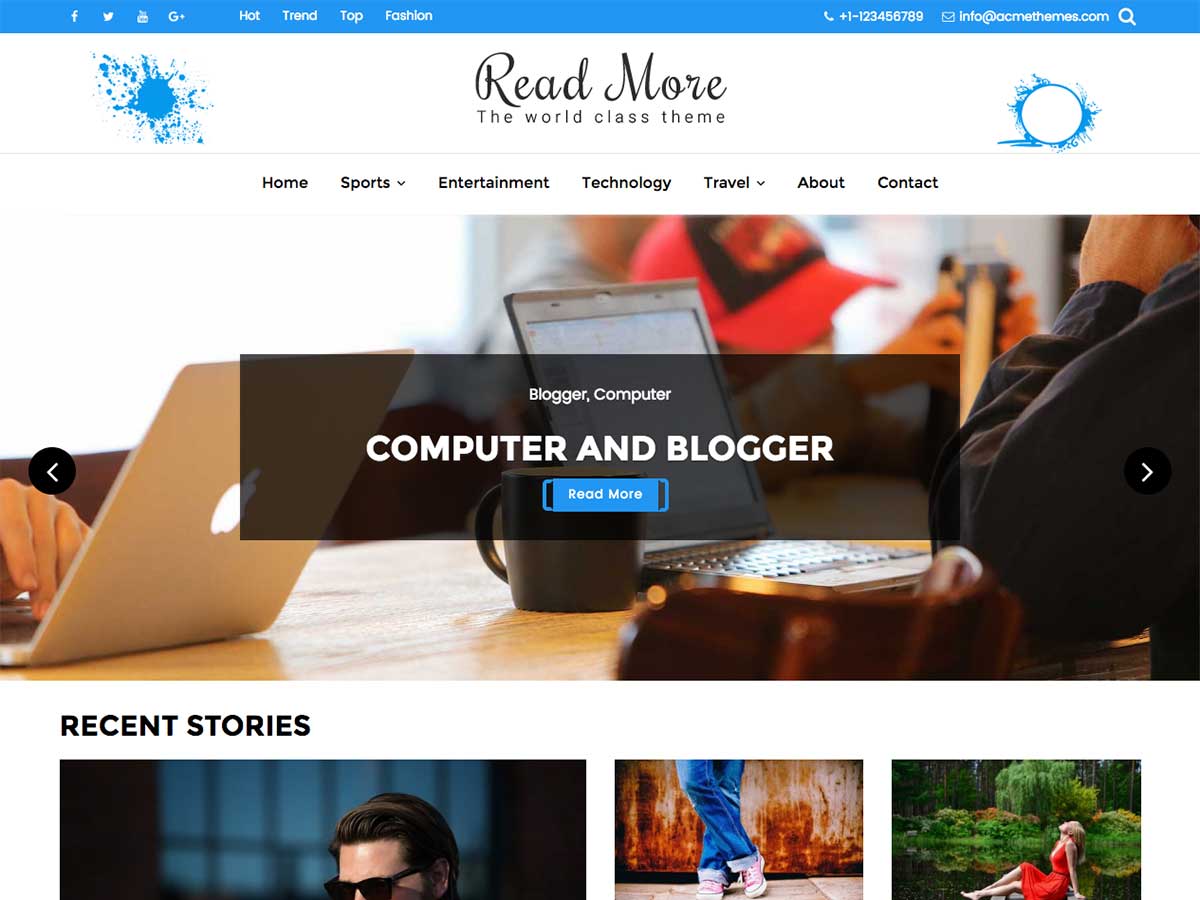 Hot Trend Top Fashion +1-123456789 info@acmethemes.com
Read More
The world class theme
Home Sports Entertainment Technology Travel About Contact
Blogger, Computer
COMPUTER AND BLOGGER
Read More
RECENT STORIES